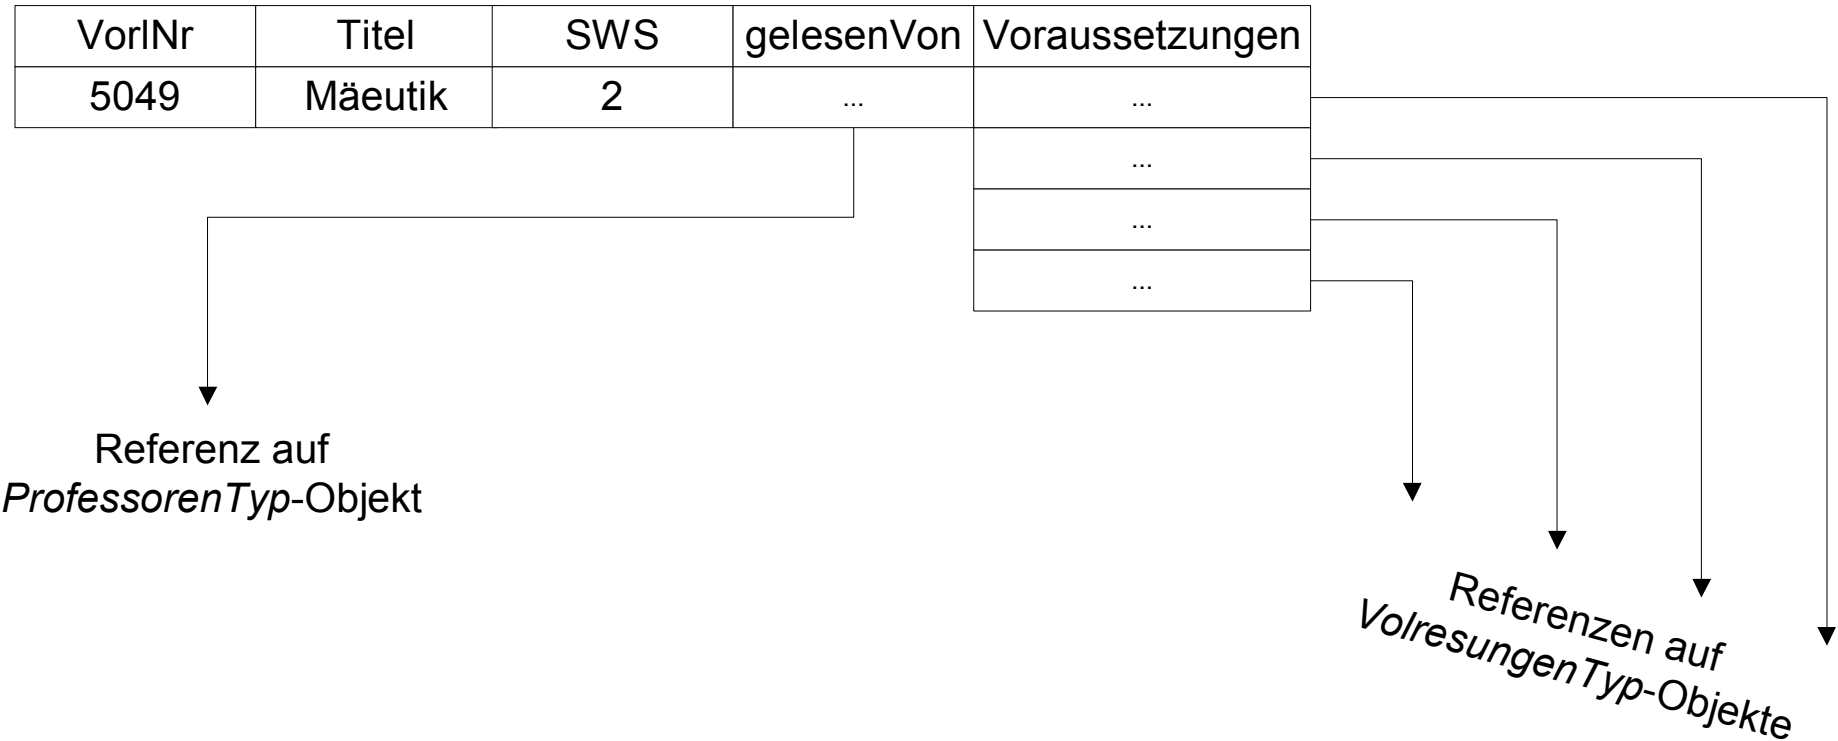 VorlNr Titel SWS gelesenVon Voraussetzungen
5049 Mäeutik 2 ... ...
...
...
...
Referenz auf
ProfessorenTyp-Objekt
Referenzen auf
VolresungenTyp-Objekte